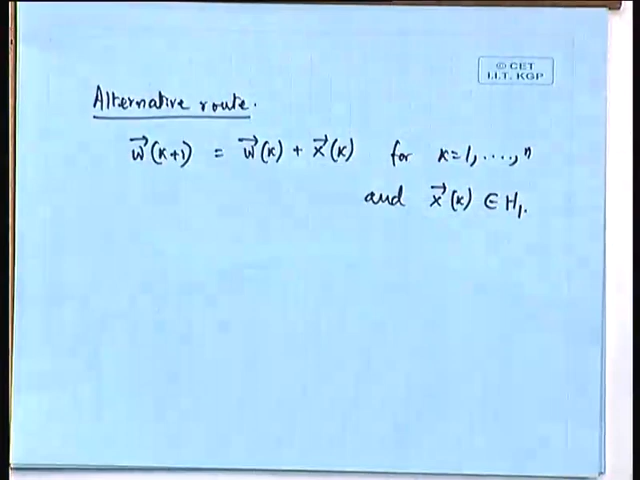 © CET
I.I.T. KGP
Alternative route.
w⃗(k+1) = w⃗(k) + x⃗(k) for k=1,....,n
and x⃗(k) ∈ H₁.